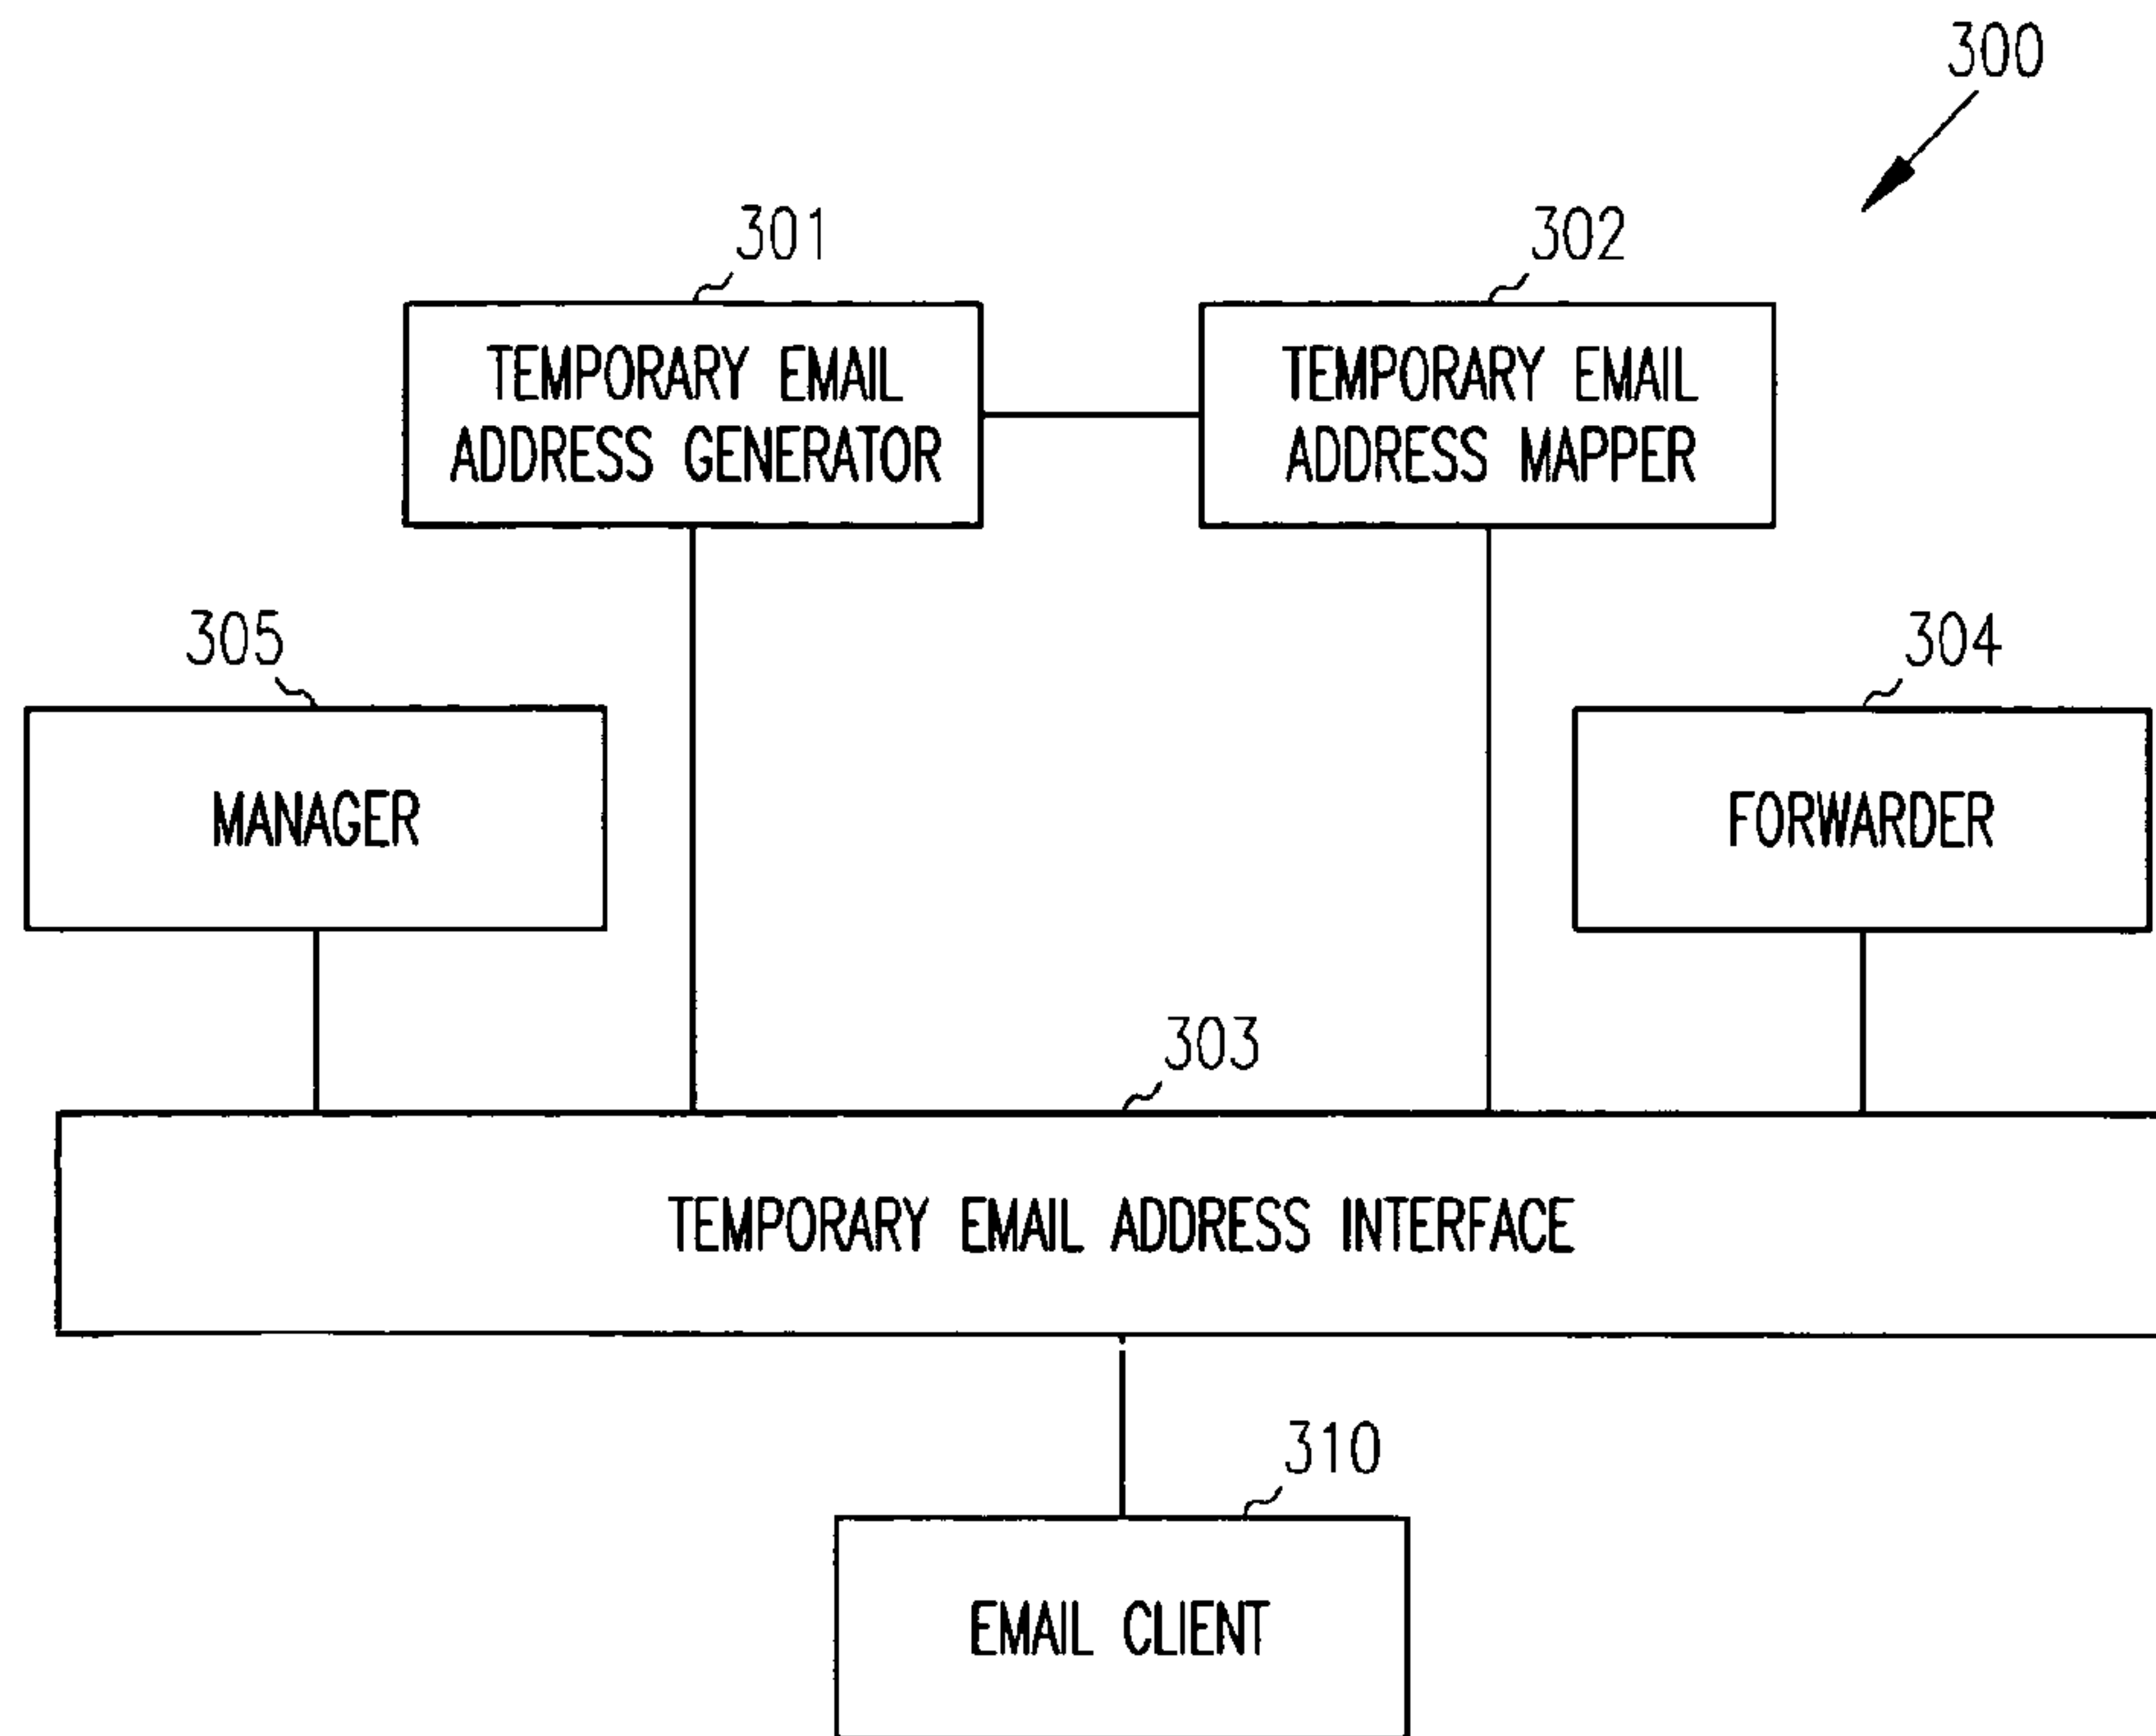 300
301
302
TEMPORARY EMAIL
ADDRESS GENERATOR
TEMPORARY EMAIL
ADDRESS MAPPER
305
304
MANAGER
FORWARDER
303
TEMPORARY EMAIL ADDRESS INTERFACE
310
EMAIL CLIENT